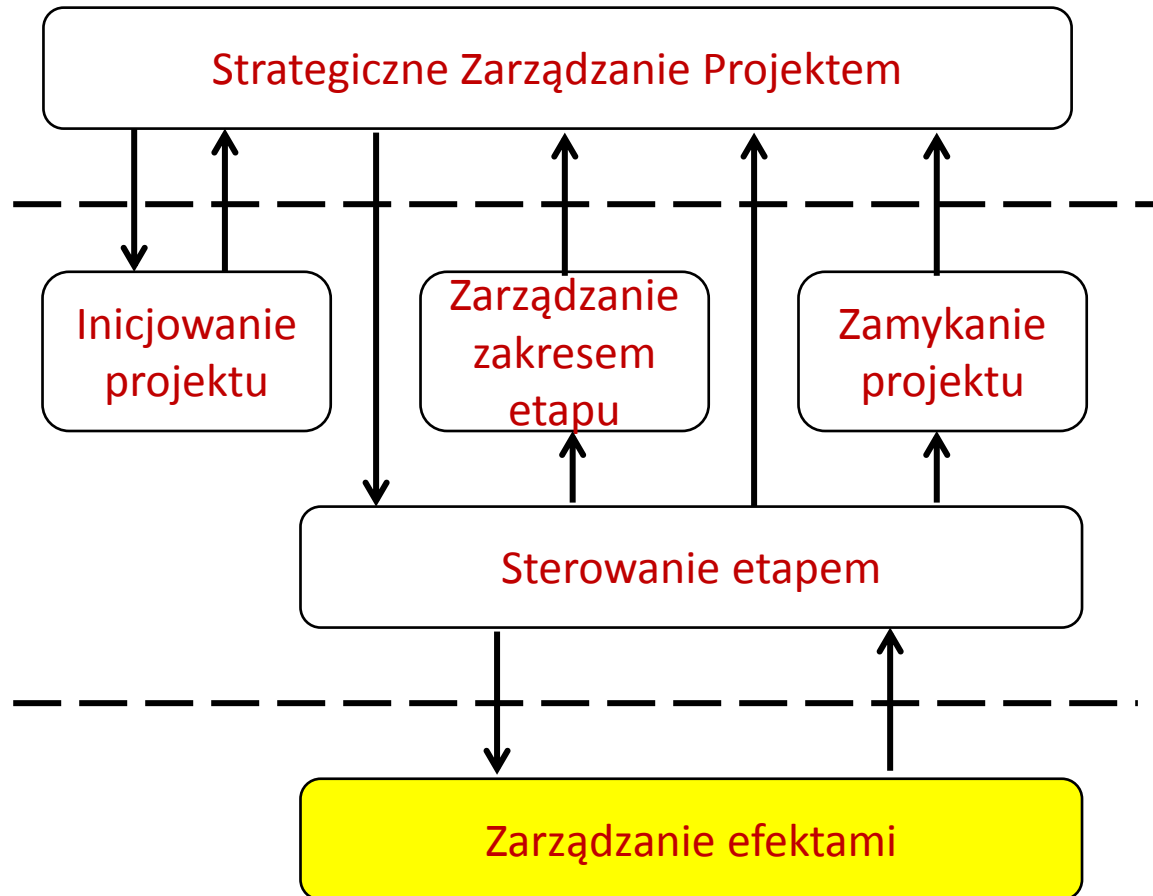 Strategiczne Zarządzanie Projektem
Inicjowanie
projektu
Zarządzanie
zakresem
etapu
Zamykanie
projektu
Sterowanie etapem
Zarządzanie efektami